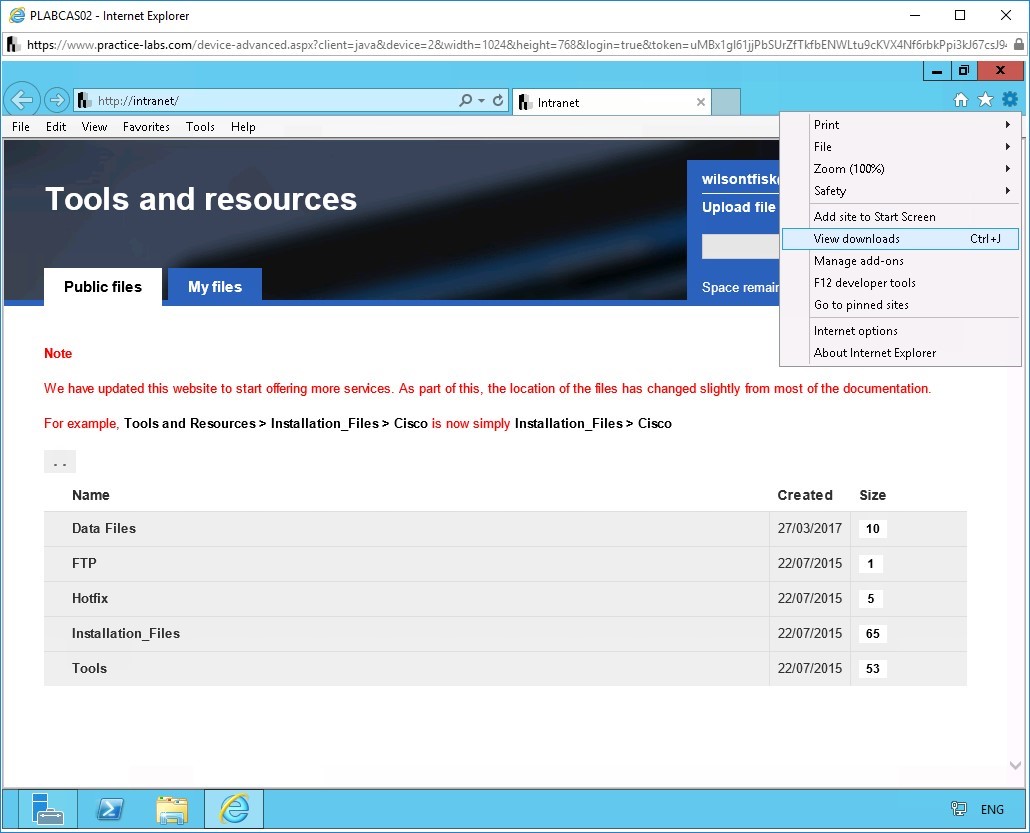 PLABCAS02 - Internet Explorer
https://www.practice-labs.com/device-advanced.aspx?client=java&device=2&width=1024&height=768&login=true&token=
http://intranet/
Intranet
File Edit View Favorites Tools Help
Tools and resources
Public files
My files
wilsontfisk
Upload file
Space remain
Print
File
Zoom (100%)
Safety
Add site to Start Screen
View downloads Ctrl+J
Manage add-ons
F12 developer tools
Go to pinned sites
Internet options
About Internet Explorer
Note
We have updated this website to start offering more services. As part of this, the location of the files has changed slightly from most of the documentation.
For example, Tools and Resources > Installation_Files > Cisco is now simply Installation_Files > Cisco
. .
Name Created Size
Data Files 27/03/2017 10
FTP 22/07/2015 1
Hotfix 22/07/2015 5
Installation_Files 22/07/2015 65
Tools 22/07/2015 53
ENG